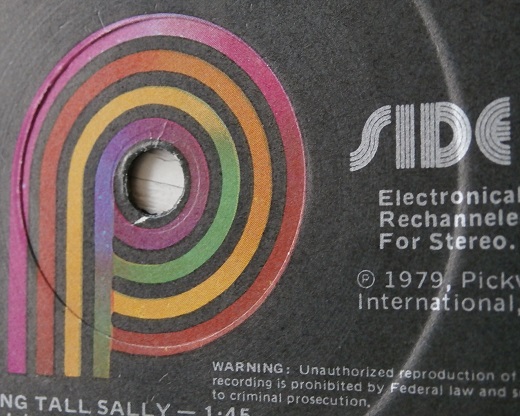 SIDE
Electronical
Rechannele
For Stereo.
℗ 1979, Pickw
International,
WARNING: Unauthorized reproduction of
recording is prohibited by Federal law and s
to criminal prosecution.
NG TALL SALLY — 1:45